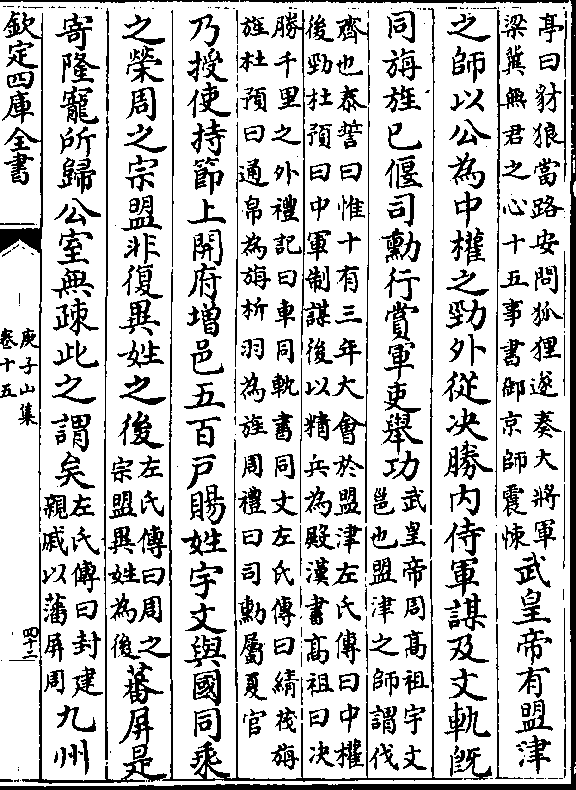 亭曰豺狼當路安問狐狸遂奏大將軍
梁冀無君之心十五事書御京師震悚
武皇帝有盟津
之師以公為中權之勁外從决勝内侍軍謀及文軌旣
同旃旌已偃司勳行賞軍吏舉功
武皇帝周髙祖宇文
邕也盟津之師謂伐
齊也泰誓曰惟十有三年大會於盟津左氏傳曰中權
後勁杜預曰中軍制謀後以精兵為殿漢書髙祖曰决
勝千里之外禮記曰車同軌書同文左氏傳曰綪茷旃
旌杜預曰通帛為旃析羽為旌周禮曰司勳屬夏官
乃授使持節上開府增邑五百戸賜姓宇文與國同乘
之榮周之宗盟非復異姓之後
左氏傳曰周之
宗盟異姓為後
蕃屏是
寄隆寵所歸公室無疎此之謂矣
左氏傳曰封建
親戚以藩屏周
九州
欽定四庫全書
庾子山集
卷十五
四十二